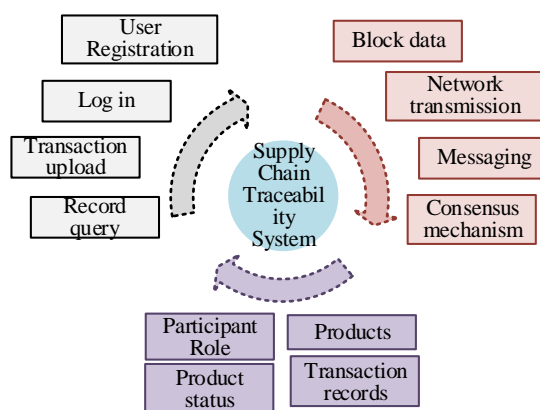 User
Registration
Log in
Transaction
upload
Record
query
Block data
Network
transmission
Messaging
Consensus
mechanism
Supply
Chain
Traceabil
ity
System
Participant
Role
Products
Product
status
Transaction
records